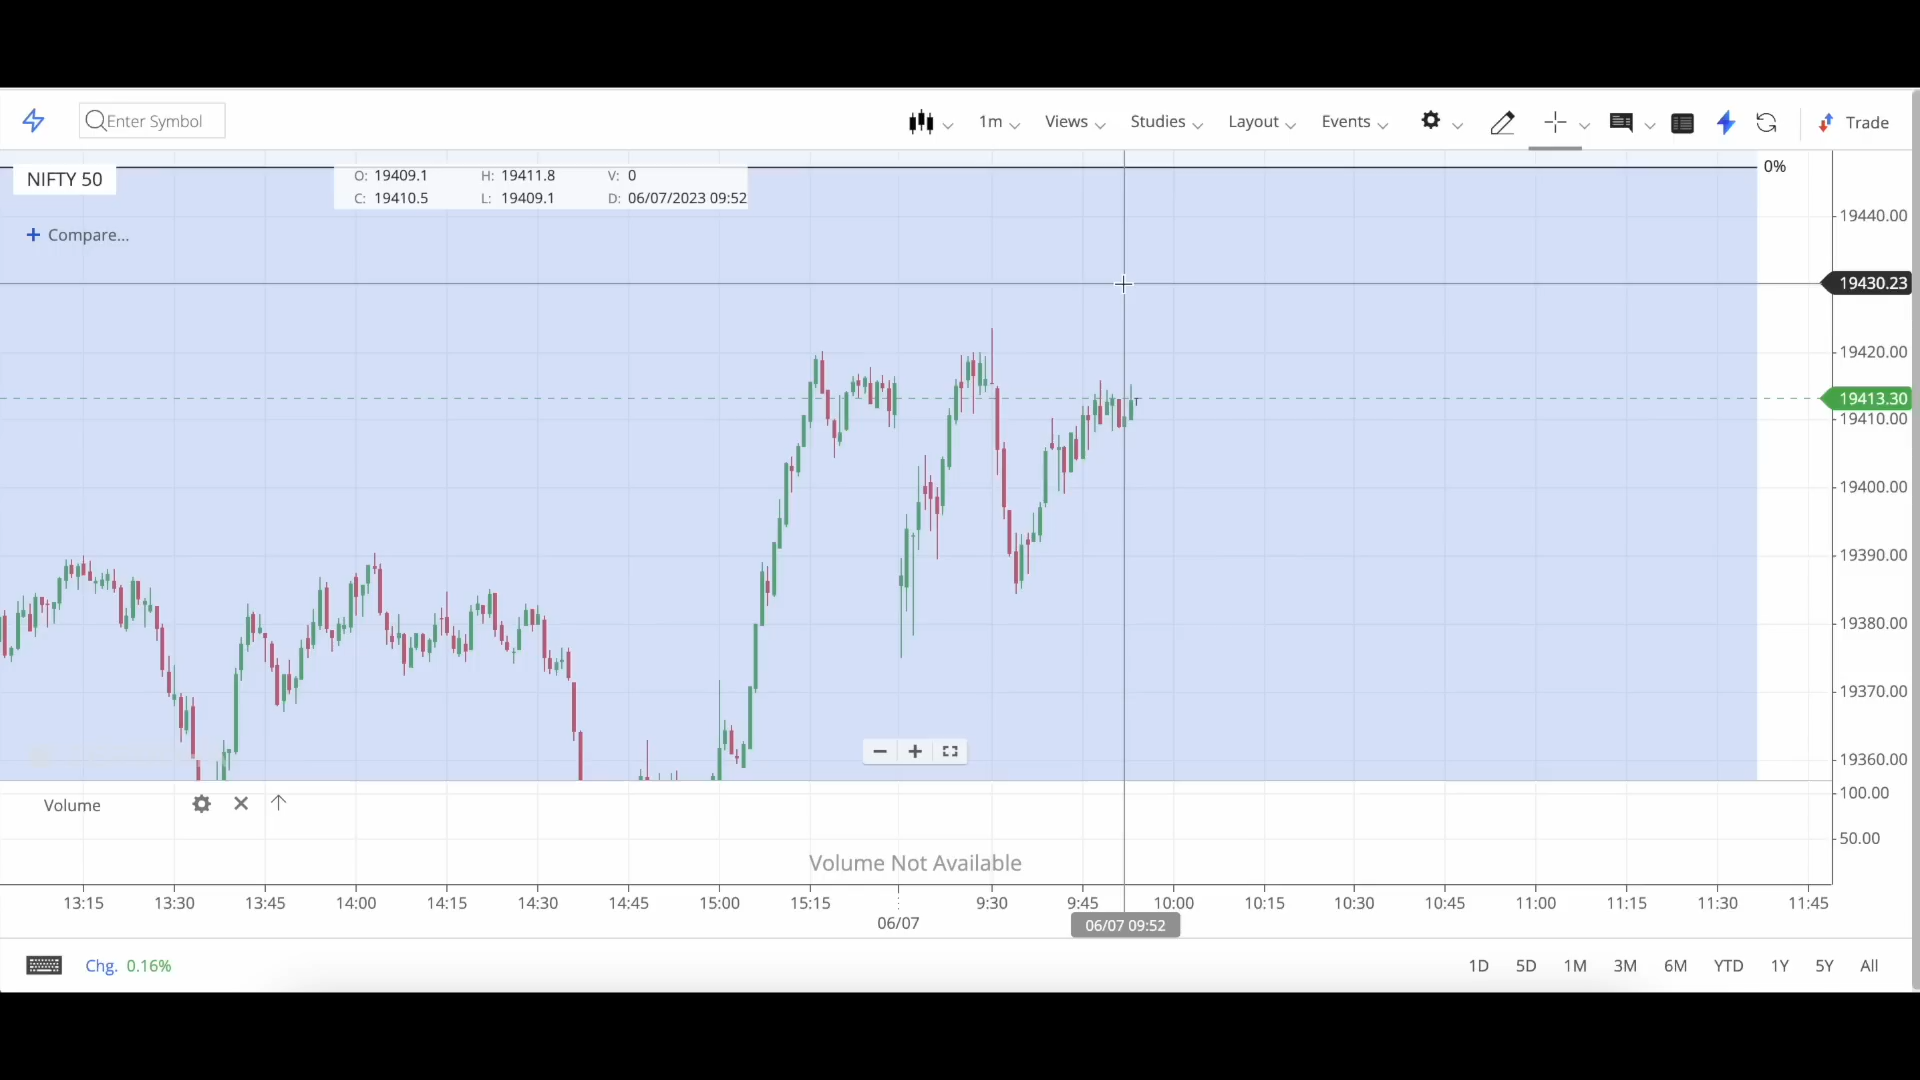 Enter Symbol
1m
Views
Studies
Layout
Events
Trade
NIFTY 50
O: 19409.1 H: 19411.8 V: 0
C: 19410.5 L: 19409.1 D: 06/07/2023 09:52
+ Compare...
0%
19440.00
19430.23
19420.00
19413.30
19410.00
19400.00
19390.00
19380.00
19370.00
19360.00
Volume
100.00
50.00
Volume Not Available
13:15 13:30 13:45 14:00 14:15 14:30 14:45 15:00 15:15 9:30 9:45 10:00 10:15 10:30 10:45 11:00 11:15 11:30 11:45
06/07
06/07 09:52
Chg. 0.16%
1D 5D 1M 3M 6M YTD 1Y 5Y All